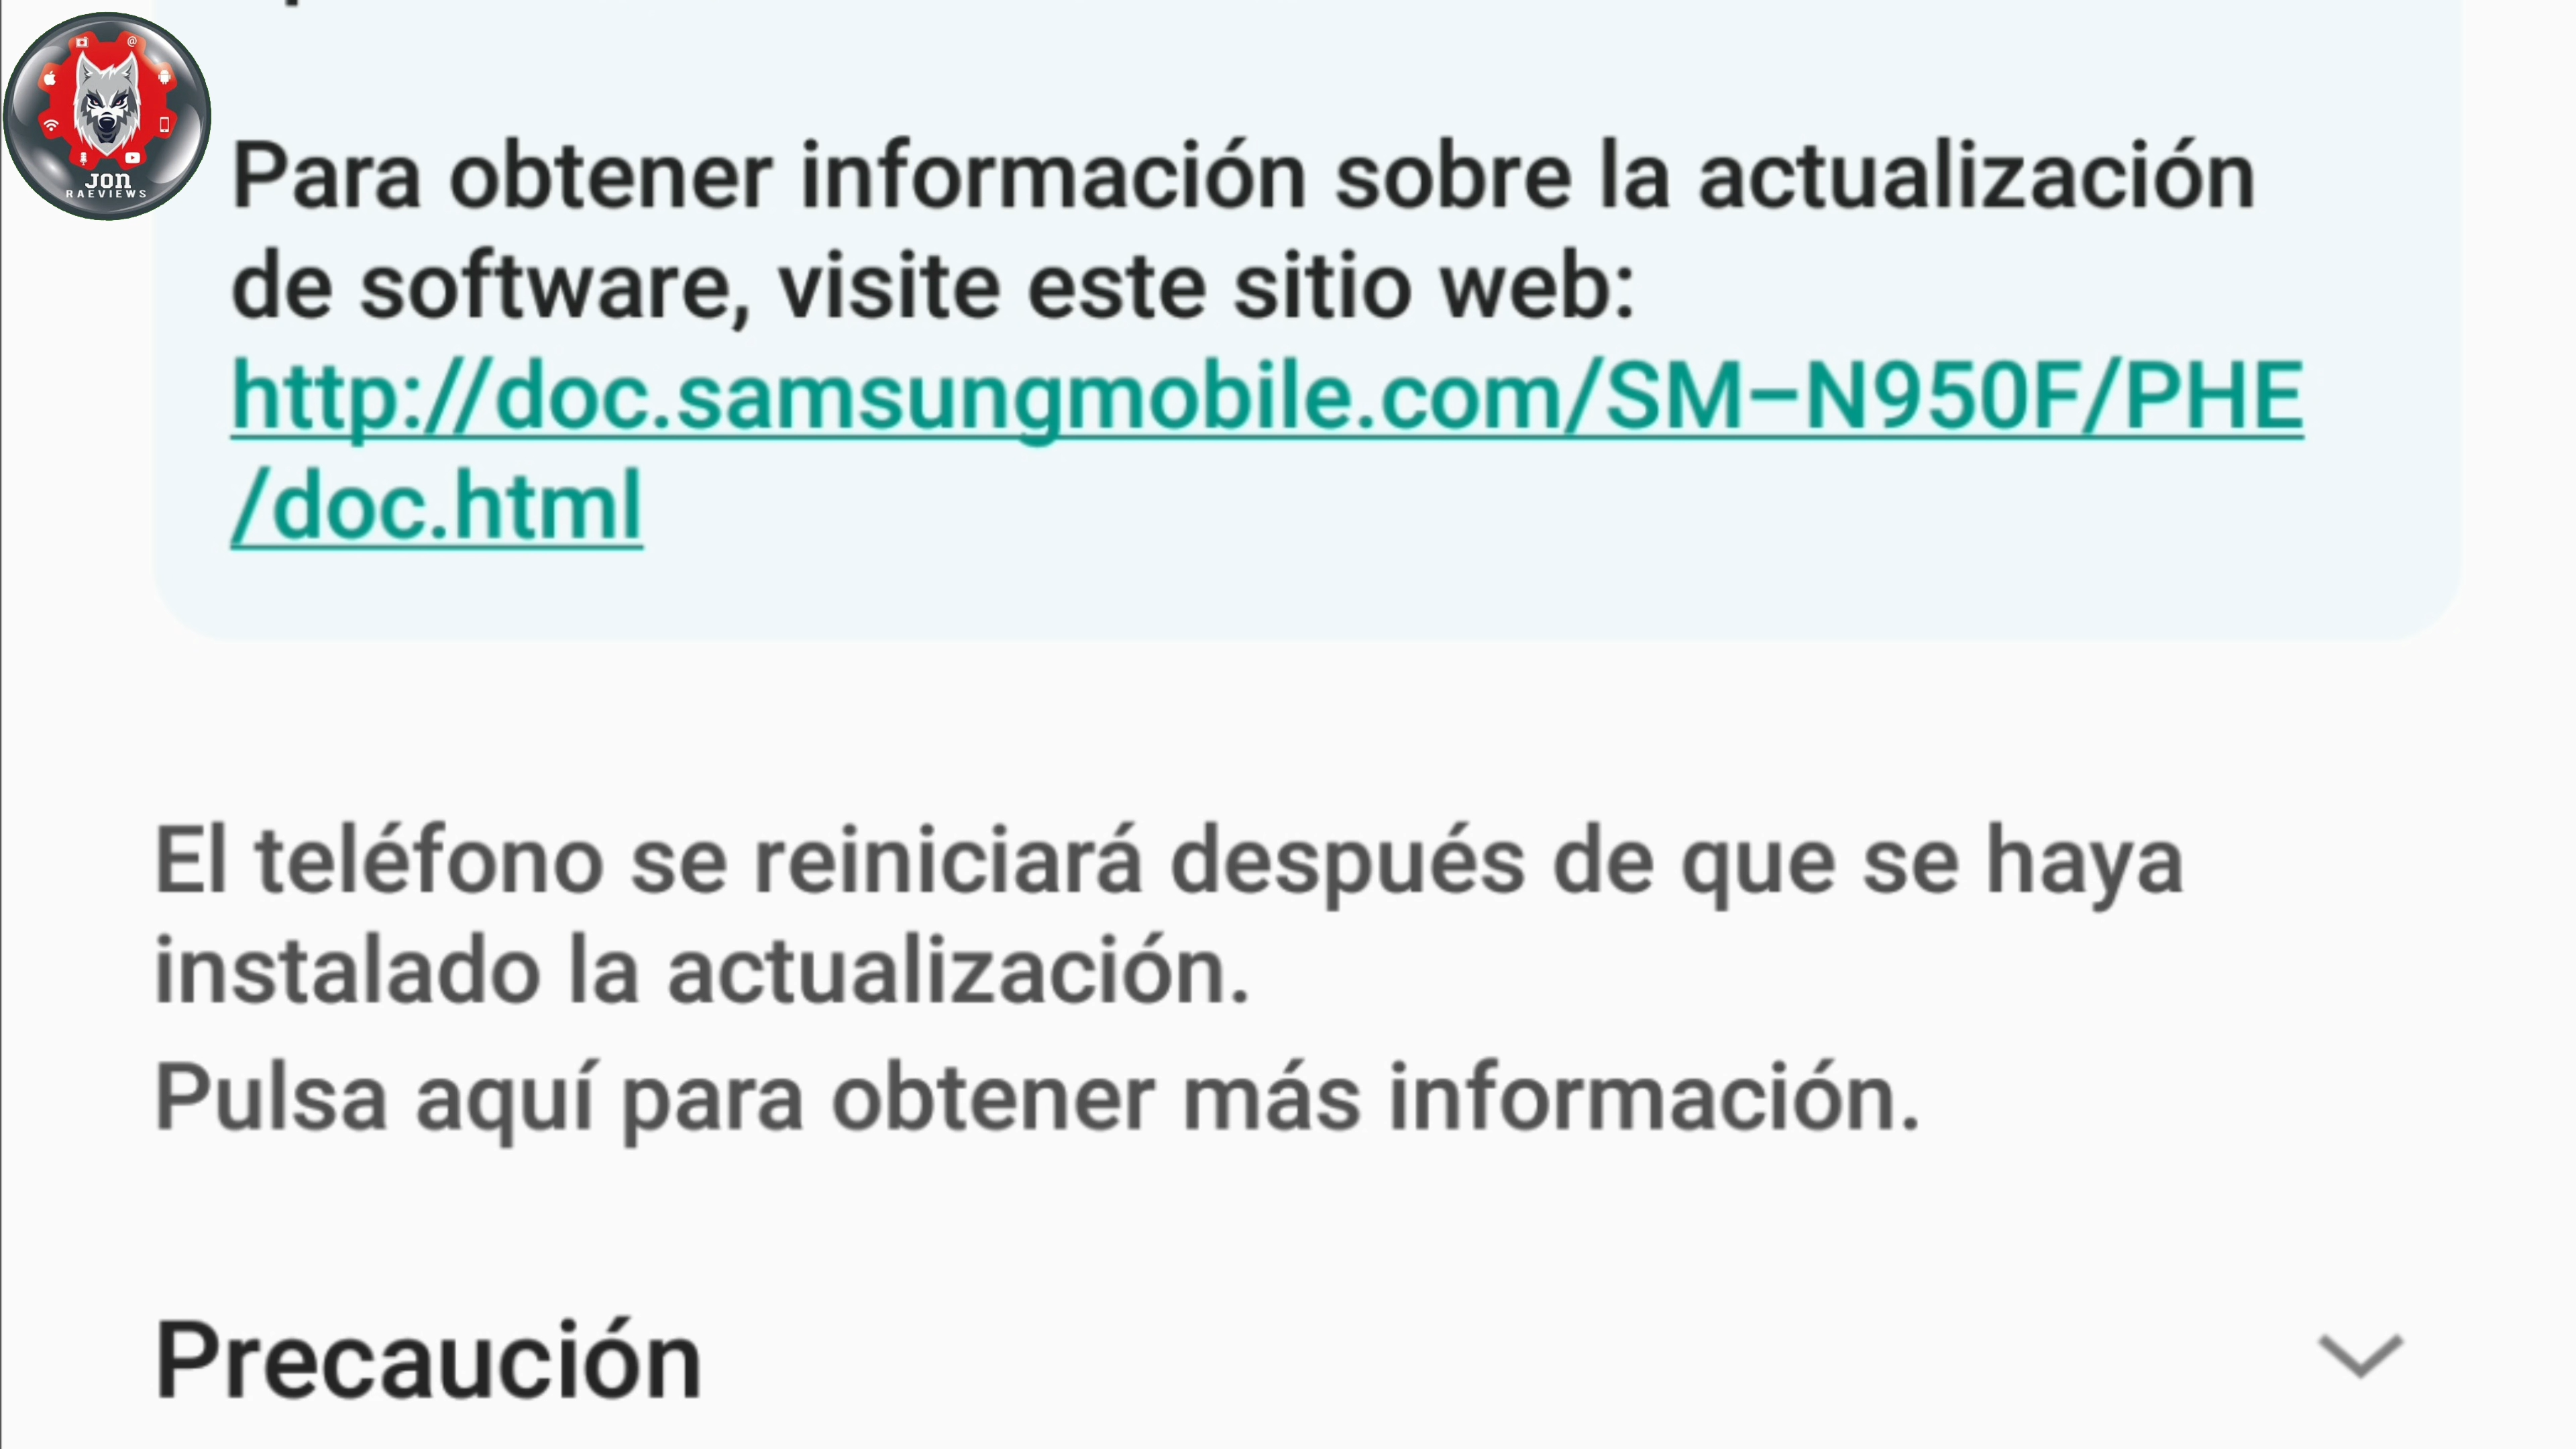 JON
RAEVIEWS
Para obtener información sobre la actualización
de software, visite este sitio web:
http://doc.samsungmobile.com/SM-N950F/PHE
/doc.html
El teléfono se reiniciará después de que se haya
instalado la actualización.
Pulsa aquí para obtener más información.
Precaución